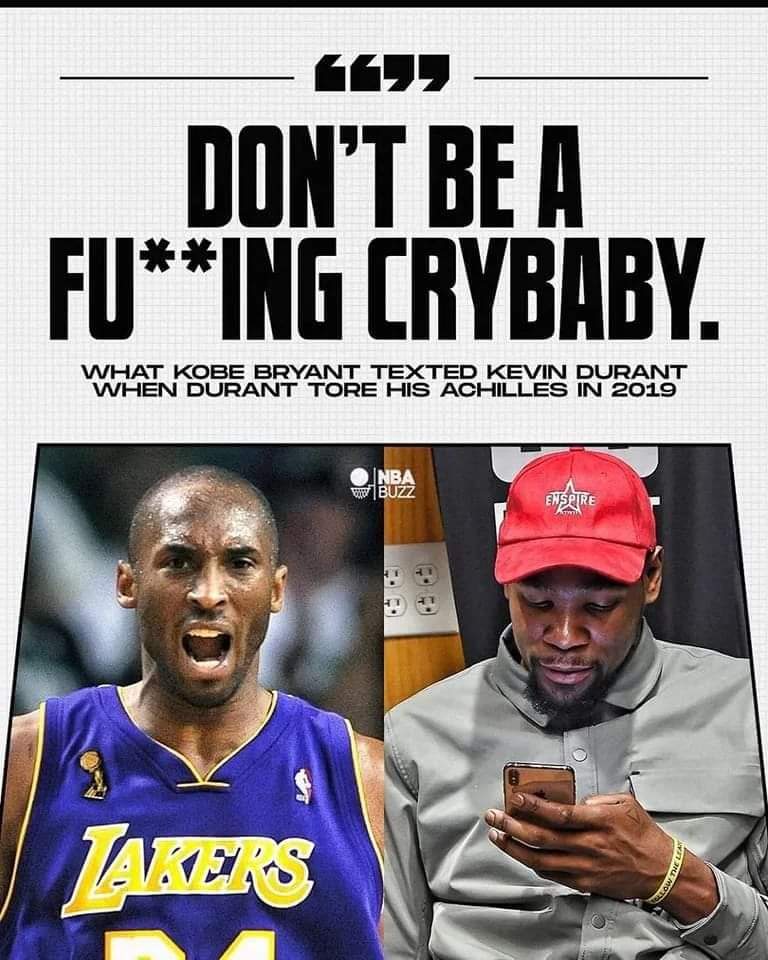 DON'T BE A
FU**ING CRYBABY.
WHAT KOBE BRYANT TEXTED KEVIN DURANT
WHEN DURANT TORE HIS ACHILLES IN 2019
NBA
BUZZ
ENSPIRE
LAKERS